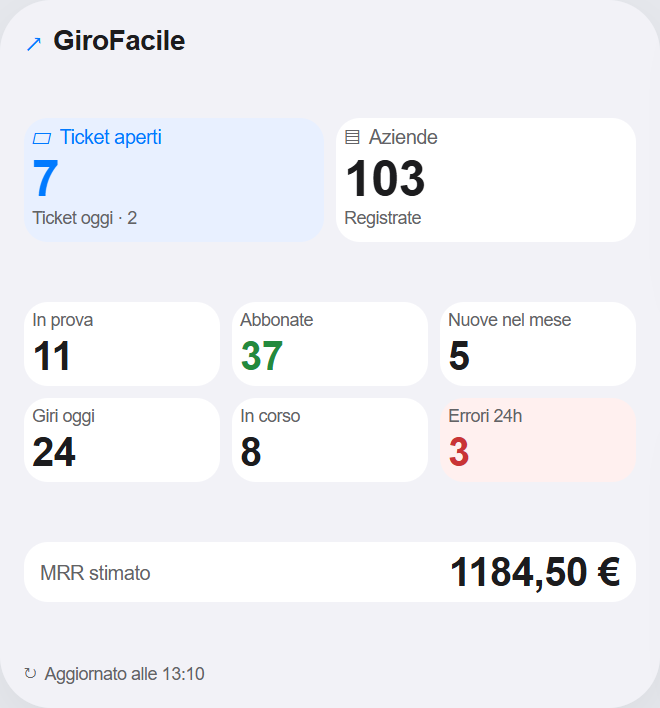 GiroFacile
Ticket aperti
7
Ticket oggi · 2
Aziende
103
Registrate
In prova
11
Abbonate
37
Nuove nel mese
5
Giri oggi
24
In corso
8
Errori 24h
3
MRR stimato
1184,50 €
Aggiornato alle 13:10